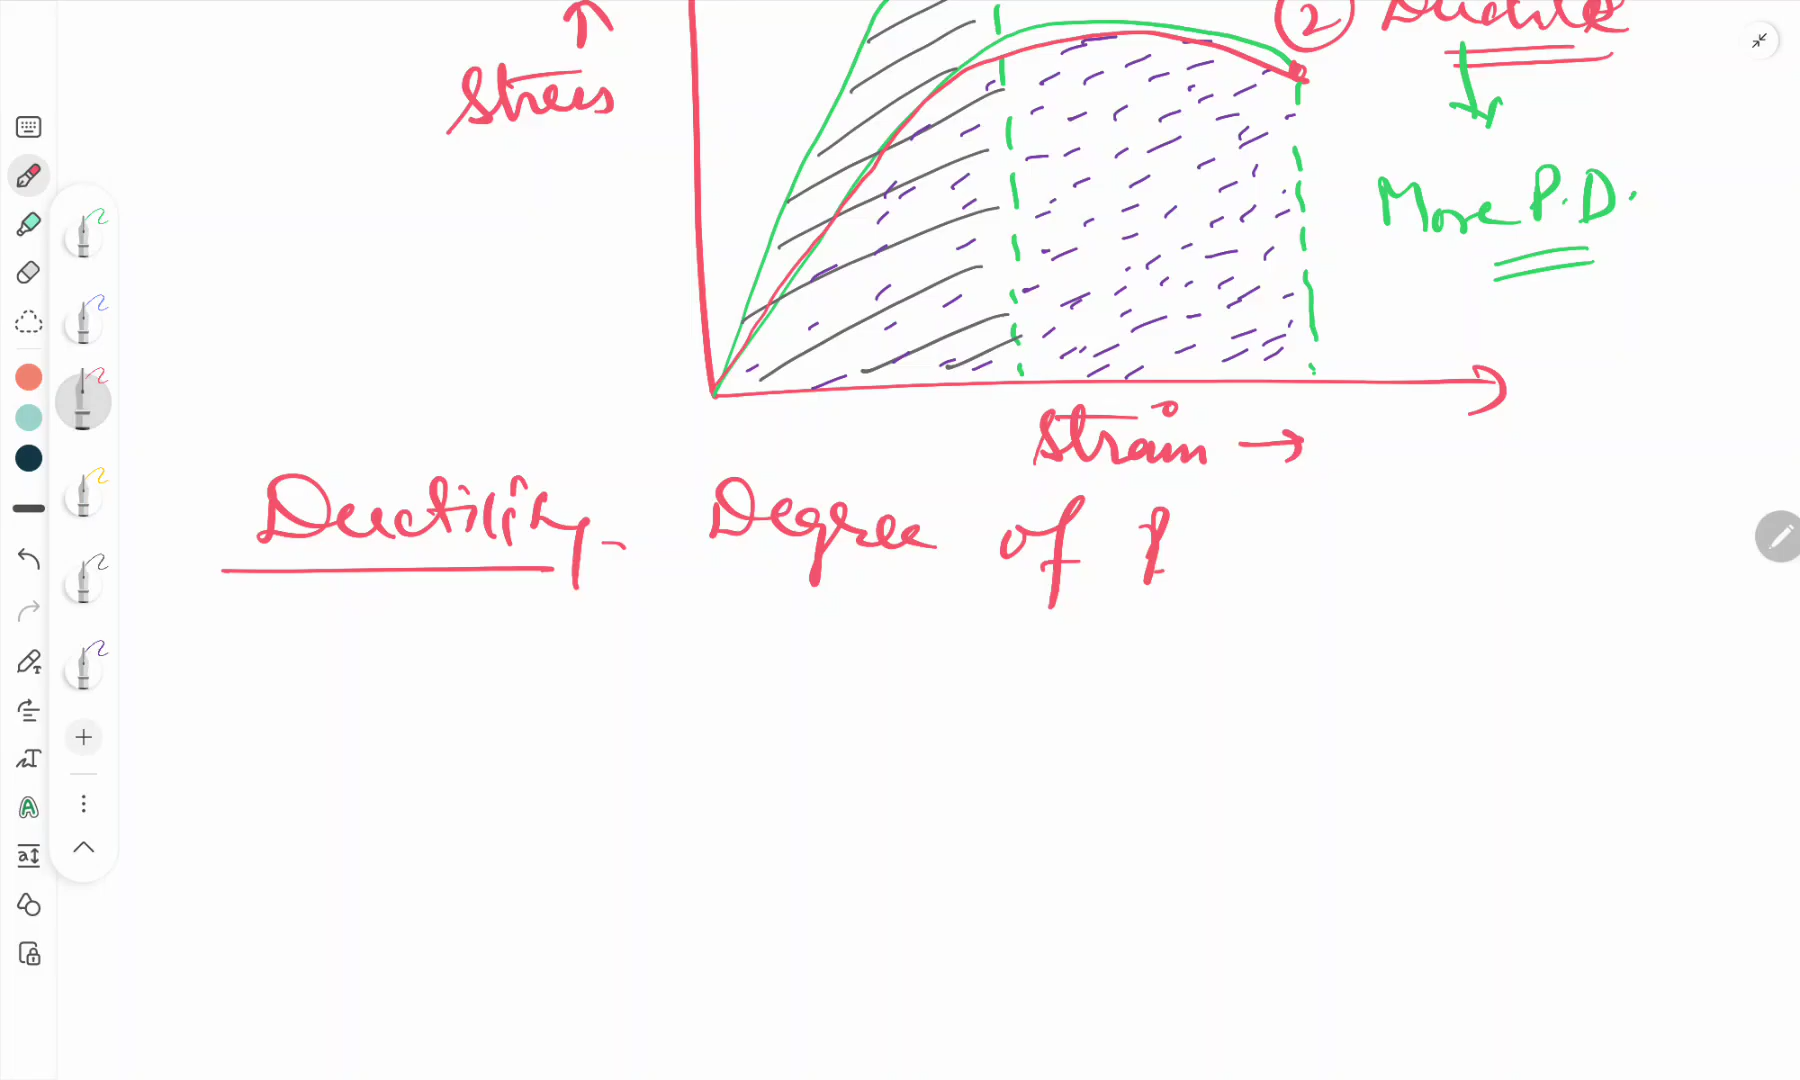 ↑
② Ductile
Stress
More P.D.
Strain →
Ductility - Degree of p